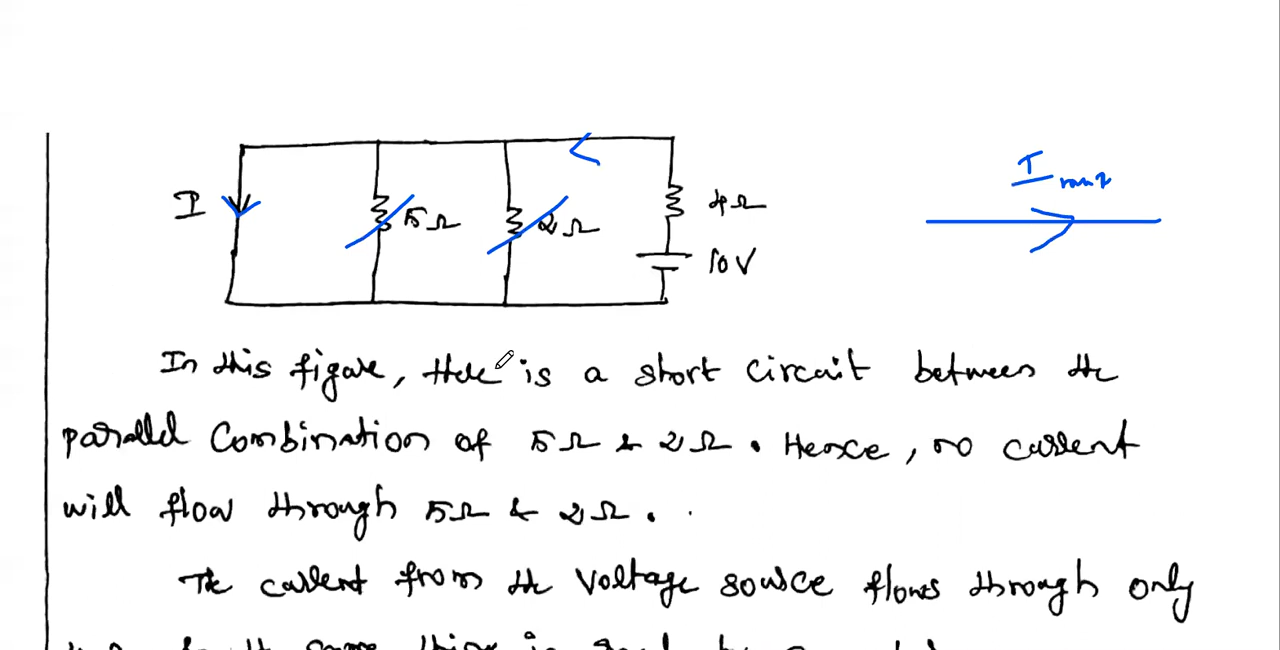 I max
I
5Ω
2Ω
4Ω
10V
In this figure, there is a short circuit between the
parallel combination of 5Ω & 2Ω. Hence, no current
will flow through 5Ω & 2Ω.
The current from the voltage source flows through only